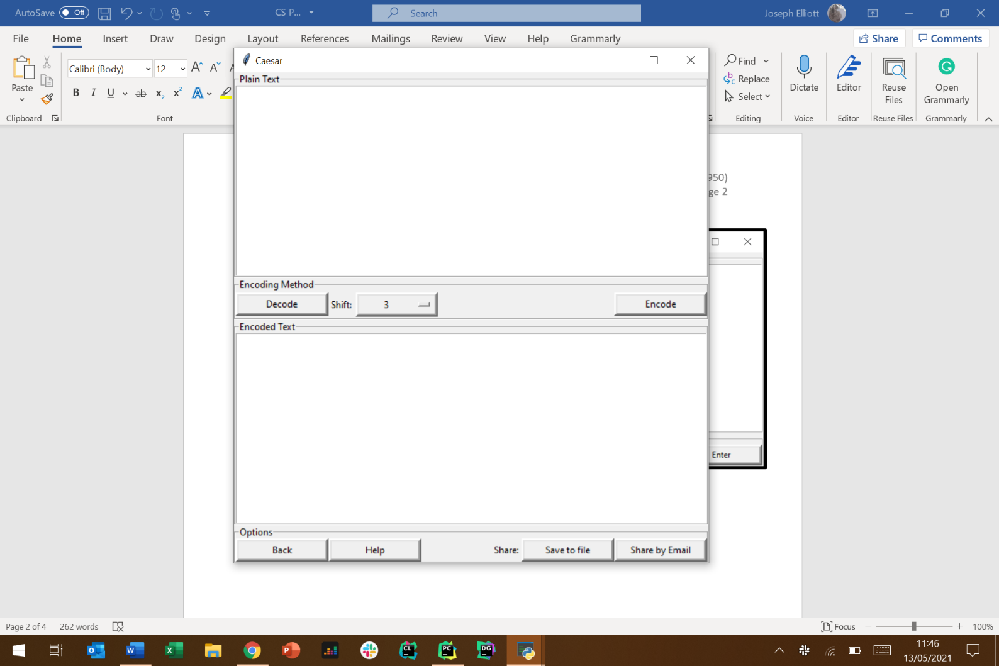 AutoSave Off CS P... Search Joseph Elliott
File Home Insert Draw Design Layout References Mailings Review View Help Grammarly Share Comments
Calibri (Body) 12
Paste
B I U ab x2 x2 A
Clipboard Font
Find
Replace
Select
Editing
Dictate
Voice
Editor
Editor
Reuse
Files
Reuse Files
Open
Grammarly
Grammarly
Caesar
Plain Text
Encoding Method
Decode Shift: 3 Encode
Encoded Text
Options
Back Help Share: Save to file Share by Email
950)
ge 2
Enter
Page 2 of 4 262 words Focus 100%
CL PC DG
11:46
13/05/2021